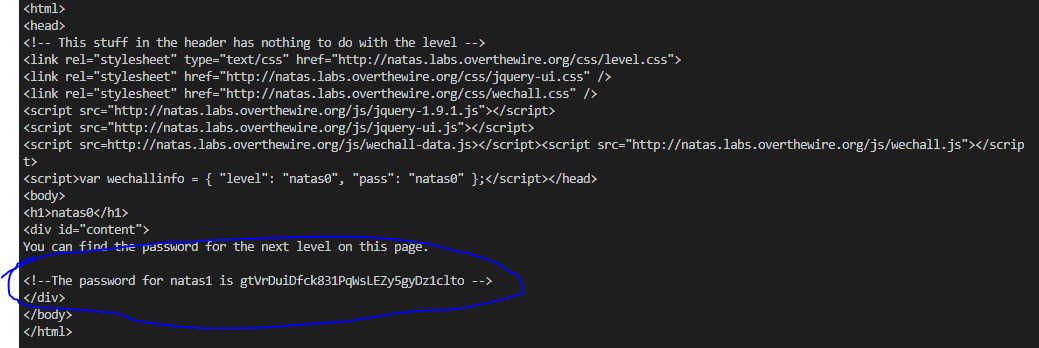 <html>
<head>
<!-- This stuff in the header has nothing to do with the level -->
<link rel="stylesheet" type="text/css" href="http://natas.labs.overthewire.org/css/level.css">
<link rel="stylesheet" href="http://natas.labs.overthewire.org/css/jquery-ui.css" />
<link rel="stylesheet" href="http://natas.labs.overthewire.org/css/wechall.css" />
<script src="http://natas.labs.overthewire.org/js/jquery-1.9.1.js"></script>
<script src="http://natas.labs.overthewire.org/js/jquery-ui.js"></script>
<script src=http://natas.labs.overthewire.org/js/wechall-data.js></script><script src="http://natas.labs.overthewire.org/js/wechall.js"></scrip
t>
<script>var wechallinfo = { "level": "natas0", "pass": "natas0" };</script></head>
<body>
<h1>natas0</h1>
<div id="content">
You can find the password for the next level on this page.
<!--The password for natas1 is gtVrDuiDfck831PqWsLEZy5gyDz1clto -->
</div>
</body>
</html>